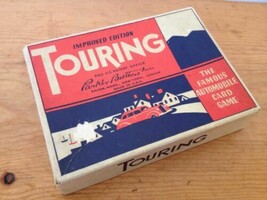 IMPROVED EDITION
TOURING
Parker Brothers Inc
THE
FAMOUS
AUTOMOBILE
CARD
GAME
TOURING